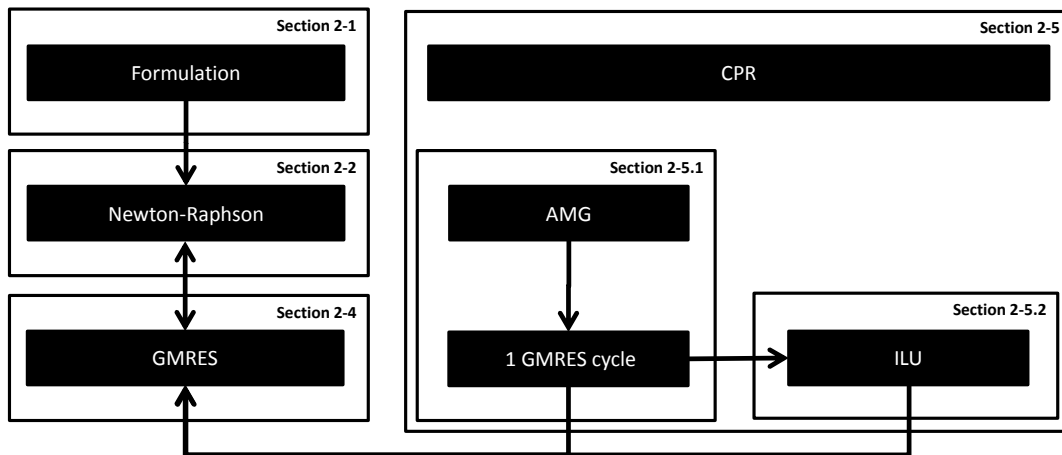 Section 2-1
Formulation
Section 2-2
Newton-Raphson
Section 2-4
GMRES
Section 2-5
CPR
Section 2-5.1
AMG
1 GMRES cycle
Section 2-5.2
ILU